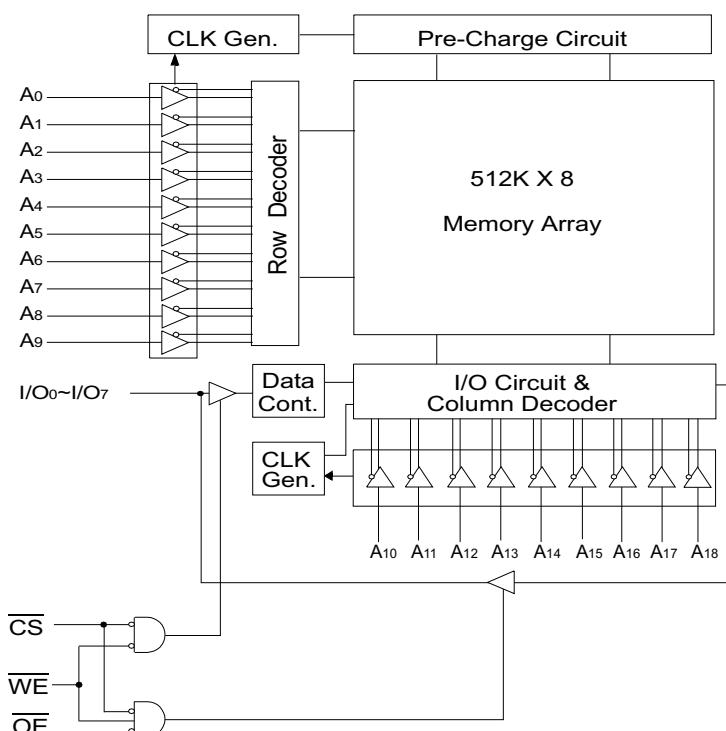 CLK Gen.
Pre-Charge Circuit
A0
A1
A2
A3
A4
A5
A6
A7
A8
A9
Row Decoder
512K X 8
Memory Array
I/O0~I/O7
Data
Cont.
I/O Circuit &
Column Decoder
CLK
Gen.
A10 A11 A12 A13 A14 A15 A16 A17 A18
CS
WE
OE